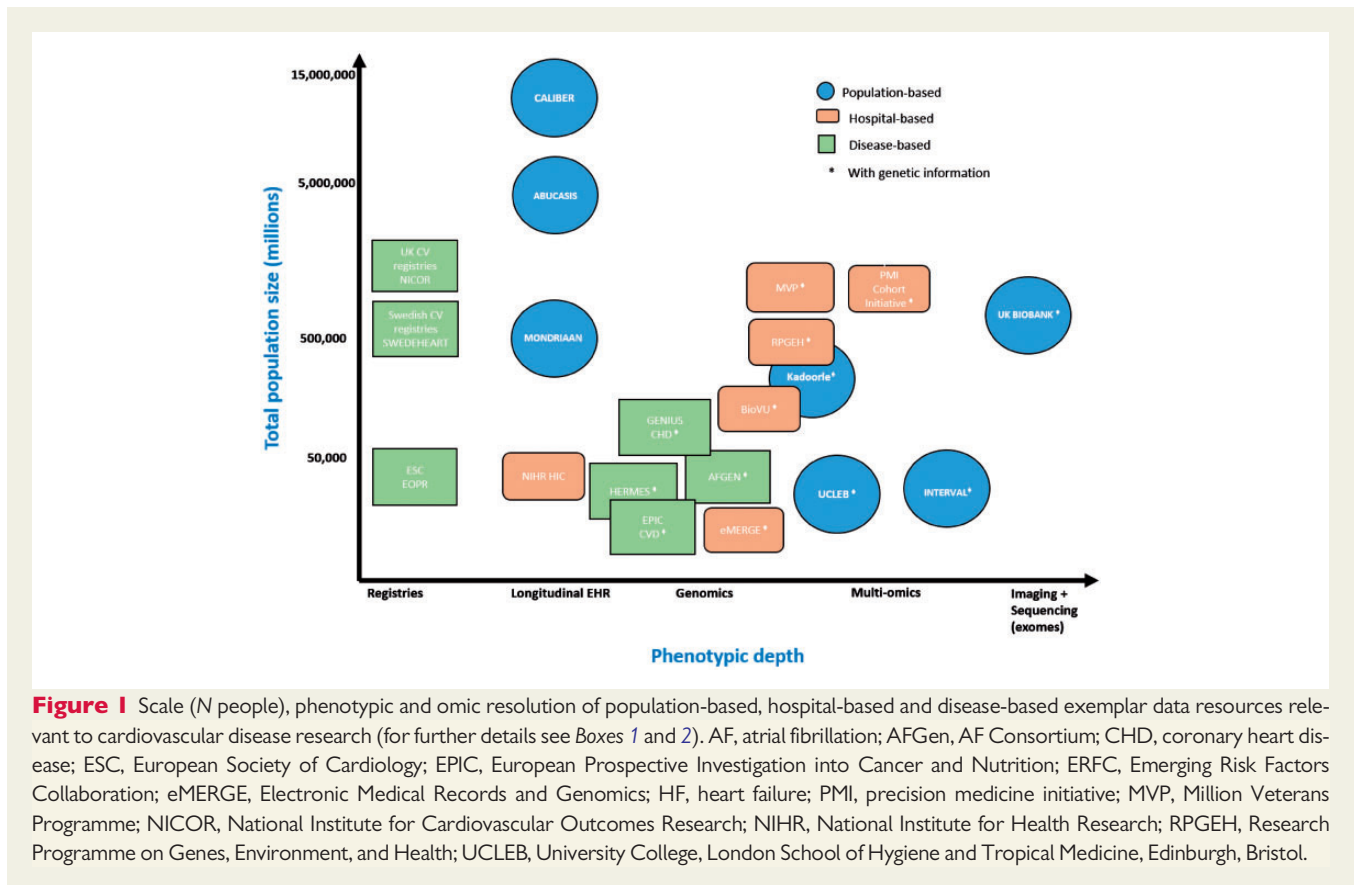 15,000,000
5,000,000
500,000
50,000
Total population size (millions)
CALIBER
ABUCASIS
MONDRIAAN
UK CV
registries
NICOR
Swedish CV
registries
SWEDEHEART
ESC
EOPR
NIHR HIC
GENIUS
CHD *
HERMES *
EPIC
CVD *
AFGEN *
eMERGE *
BioVU *
MVP *
RPGEH *
Kadoorle*
PMI
Cohort
Initiative *
UCLEB *
INTERVAL*
UK BIOBANK *
Population-based
Hospital-based
Disease-based
* With genetic information
Registries
Longitudinal EHR
Genomics
Multi-omics
Imaging +
Sequencing
(exomes)
Phenotypic depth
Figure 1 Scale (N people), phenotypic and omic resolution of population-based, hospital-based and disease-based exemplar data resources rele-
vant to cardiovascular disease research (for further details see Boxes 1 and 2). AF, atrial fibrillation; AFGen, AF Consortium; CHD, coronary heart dis-
ease; ESC, European Society of Cardiology; EPIC, European Prospective Investigation into Cancer and Nutrition; ERFC, Emerging Risk Factors
Collaboration; eMERGE, Electronic Medical Records and Genomics; HF, heart failure; PMI, precision medicine initiative; MVP, Million Veterans
Programme; NICOR, National Institute for Cardiovascular Outcomes Research; NIHR, National Institute for Health Research; RPGEH, Research
Programme on Genes, Environment, and Health; UCLEB, University College, London School of Hygiene and Tropical Medicine, Edinburgh, Bristol.